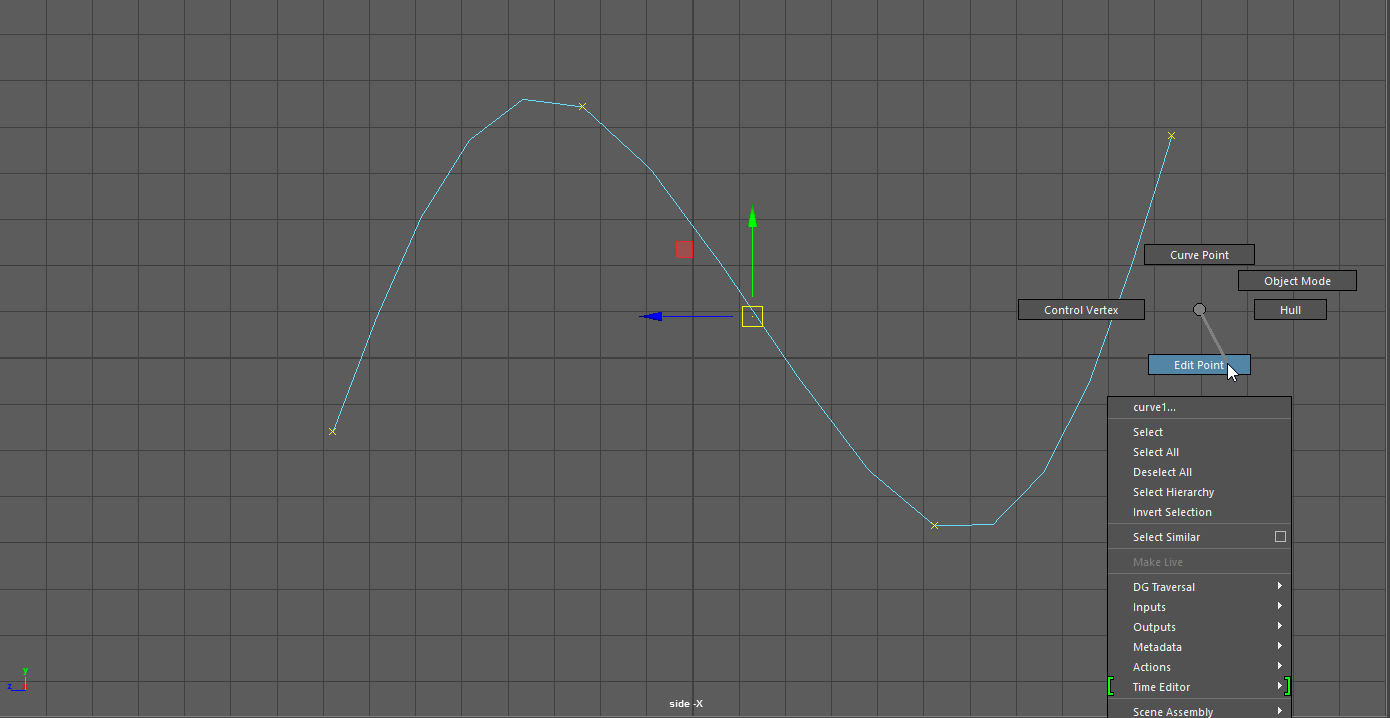 Curve Point
Object Mode
Control Vertex
Hull
Edit Point
curve1...
Select
Select All
Deselect All
Select Hierarchy
Invert Selection
Select Similar
Make Live
DG Traversal
Inputs
Outputs
Metadata
Actions
Time Editor
Scene Assembly
y
z
side -X